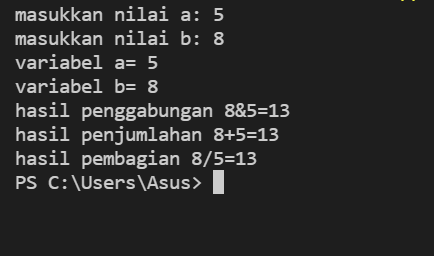 masukkan nilai a: 5
masukkan nilai b: 8
variabel a= 5
variabel b= 8
hasil penggabungan 8&5=13
hasil penjumlahan 8+5=13
hasil pembagian 8/5=13
PS C:\Users\Asus>